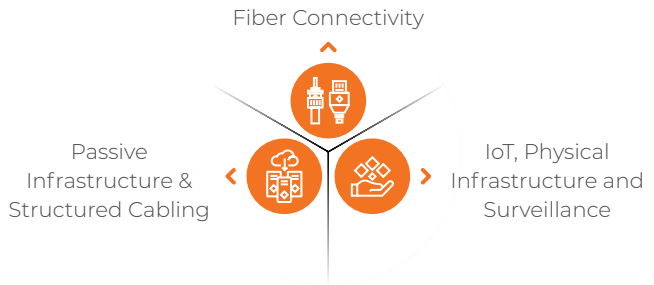 Fiber Connectivity
Passive
Infrastructure &
Structured Cabling
IoT, Physical
Infrastructure and
Surveillance